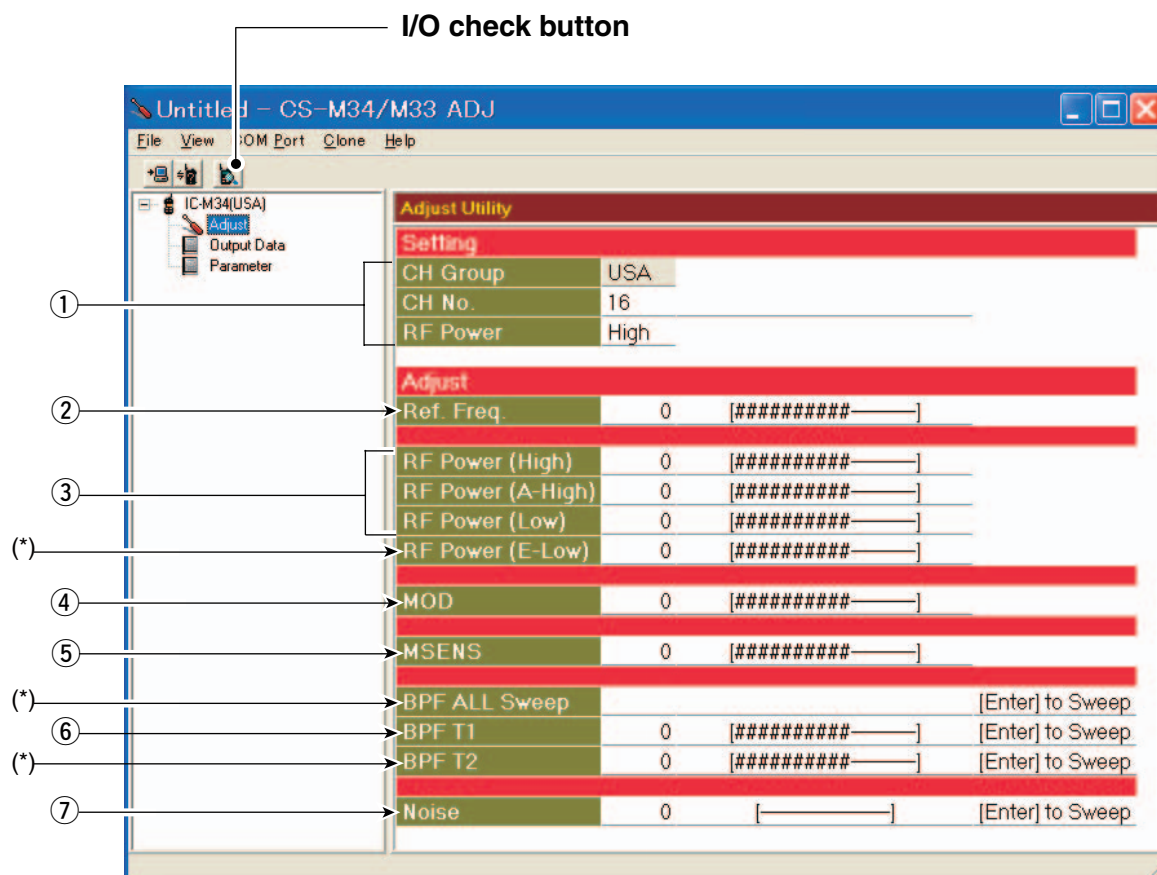 I/O check button
Untitled - CS-M34/M33 ADJ
File View COM Port Clone Help
IC-M34(USA)
Adjust
Output Data
Parameter
Adjust Utility
Setting
① CH Group USA
CH No. 16
RF Power High
Adjust
② Ref. Freq. 0 [##########———]
③ RF Power (High) 0 [##########———]
RF Power (A-High) 0 [##########———]
RF Power (Low) 0 [##########———]
(*) RF Power (E-Low) 0 [##########———]
④ MOD 0 [##########———]
⑤ MSENS 0 [##########———]
(*) BPF ALL Sweep [Enter] to Sweep
⑥ BPF T1 0 [##########———] [Enter] to Sweep
(*) BPF T2 0 [##########———] [Enter] to Sweep
⑦ Noise 0 [——————] [Enter] to Sweep